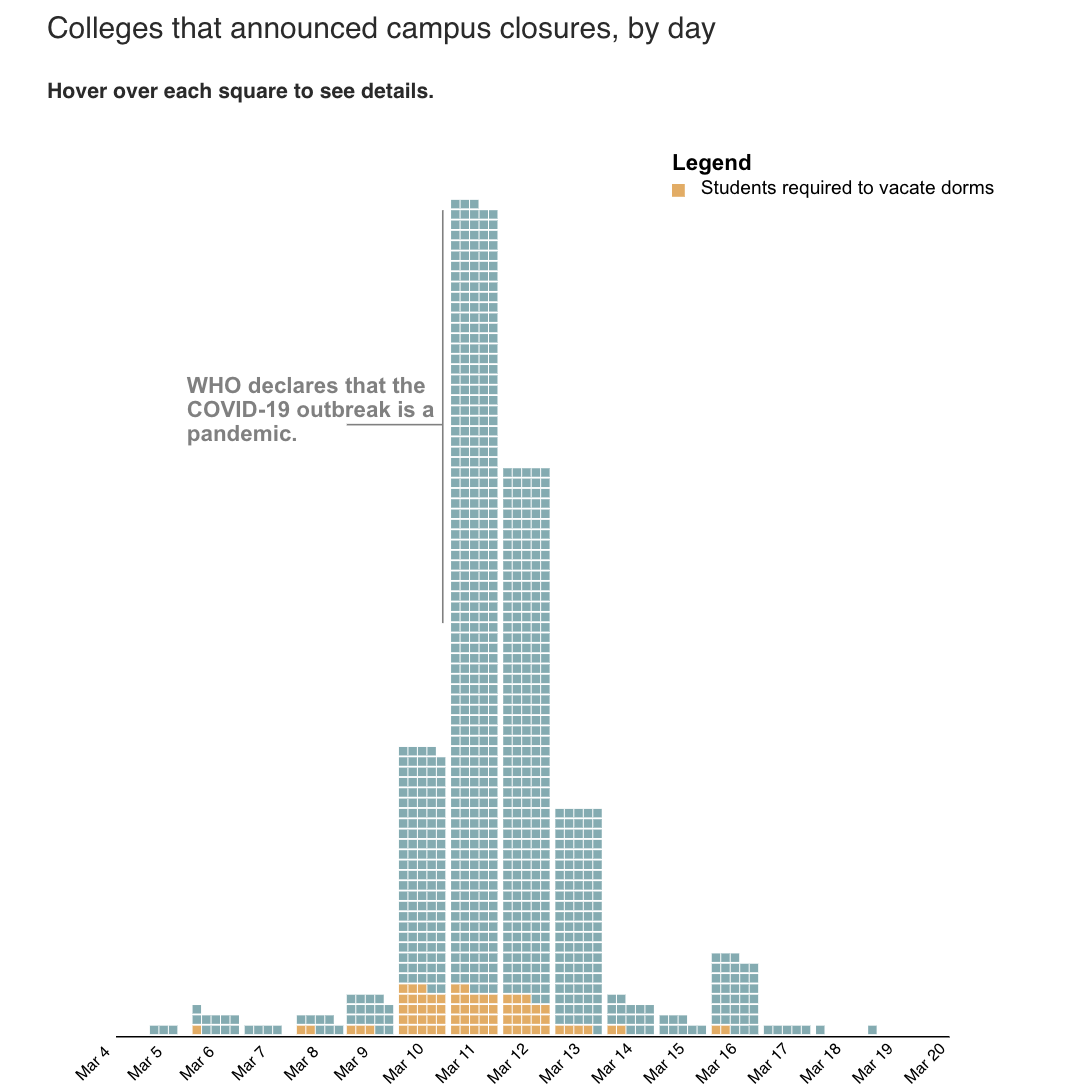 Colleges that announced campus closures, by day
Hover over each square to see details.
Legend
Students required to vacate dorms
WHO declares that the
COVID-19 outbreak is a
pandemic.
Mar 4
Mar 5
Mar 6
Mar 7
Mar 8
Mar 9
Mar 10
Mar 11
Mar 12
Mar 13
Mar 14
Mar 15
Mar 16
Mar 17
Mar 18
Mar 19
Mar 20